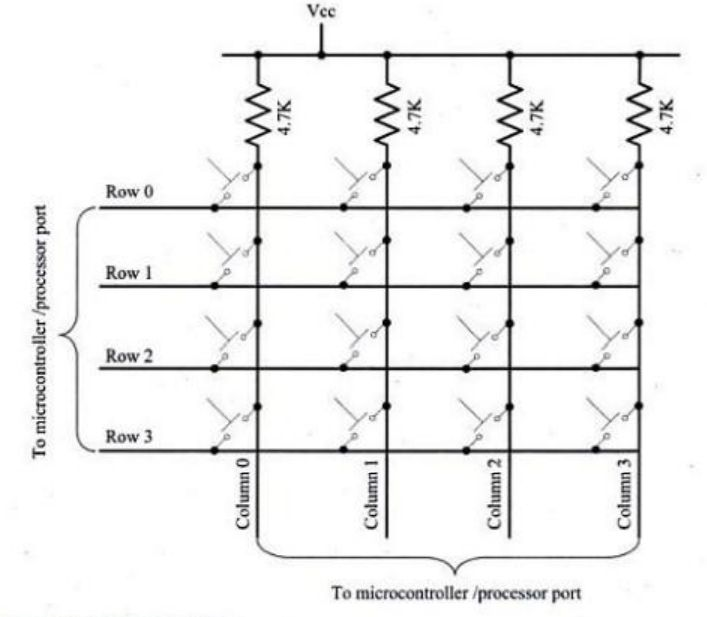 Vcc
4.7K
4.7K
4.7K
4.7K
Row 0
Row 1
Row 2
Row 3
To microcontroller /processor port
Column 0
Column 1
Column 2
Column 3
To microcontroller /processor port